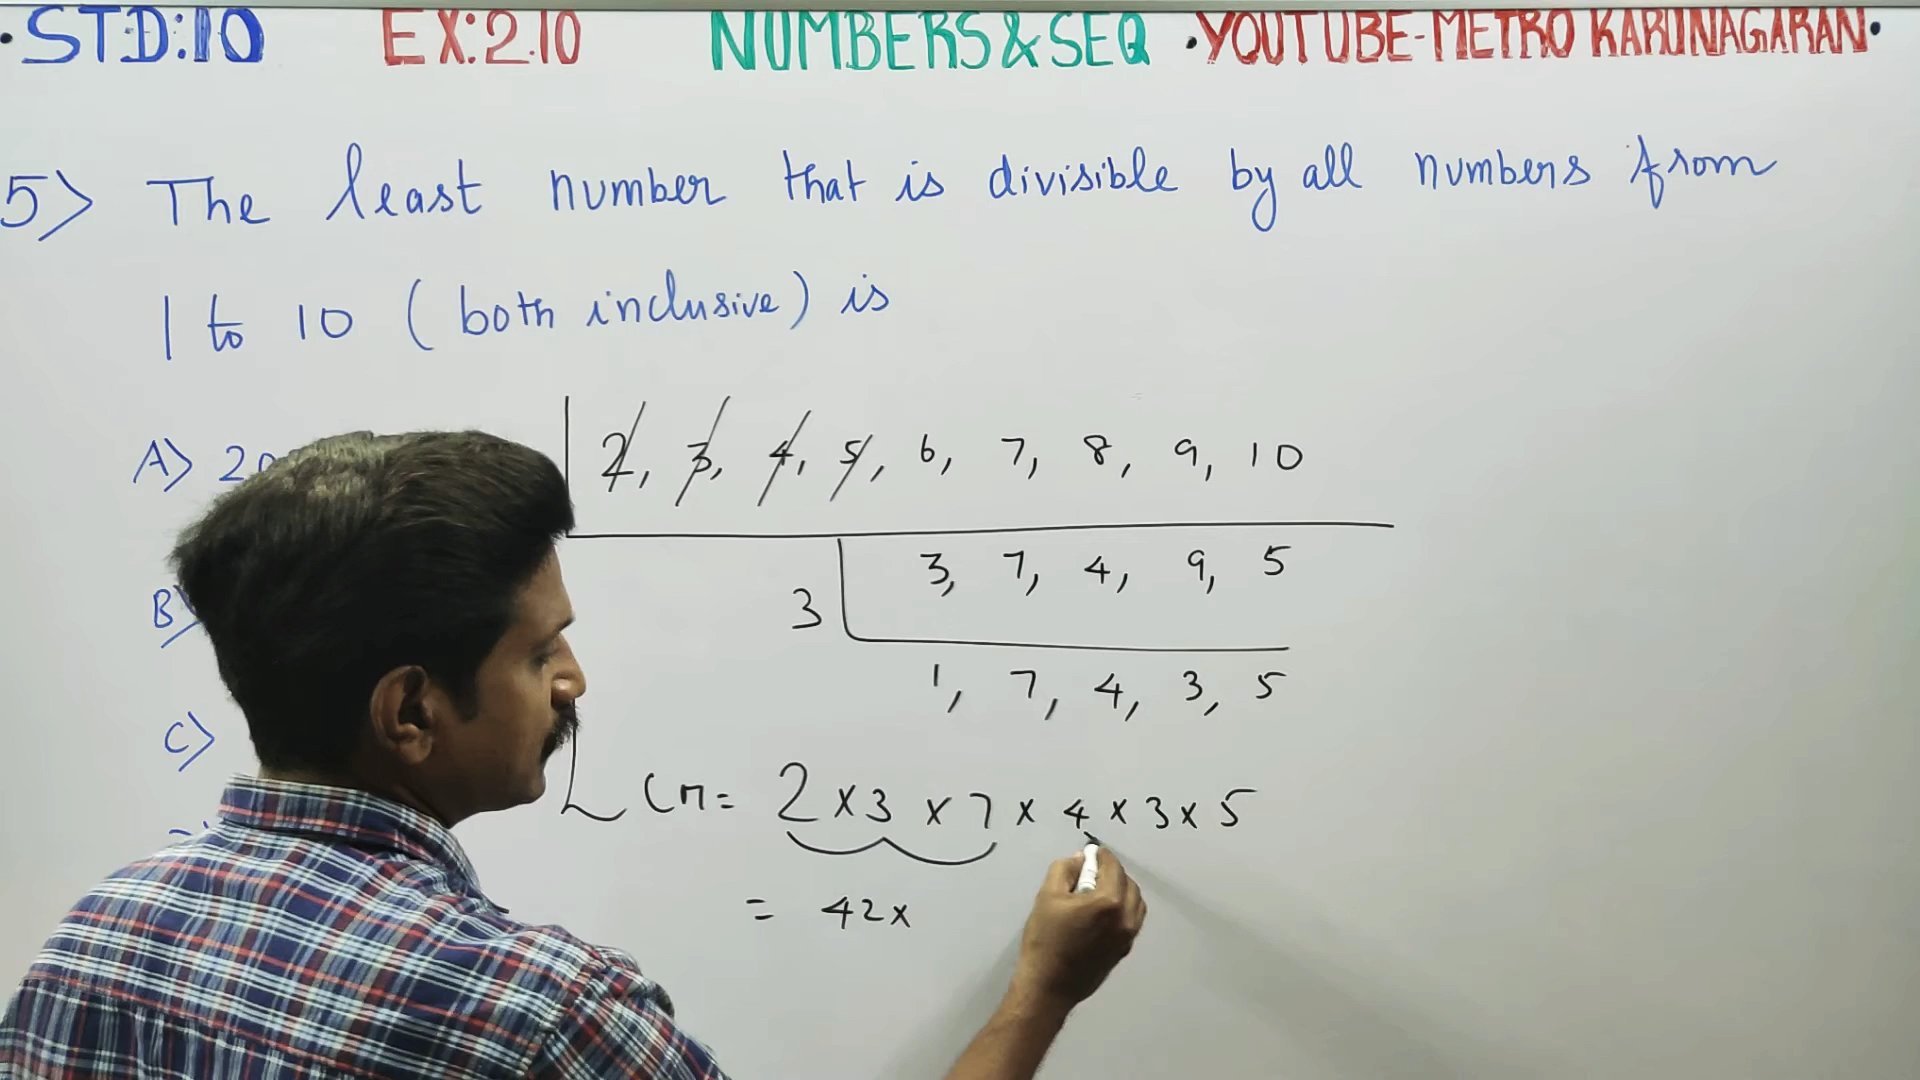 •STD:10 EX:2.10 NUMBERS&SEQ •YOUTUBE-METRO KARUNAGARAN•
5> The least number that is divisible by all numbers from
1 to 10 (both inclusive) is
A> 20
2, 3, 4, 5, 6, 7, 8, 9, 10
B>
3, 7, 4, 9, 5
3
1, 7, 4, 3, 5
C>
LCM= 2×3×7×4×3×5
= 42×